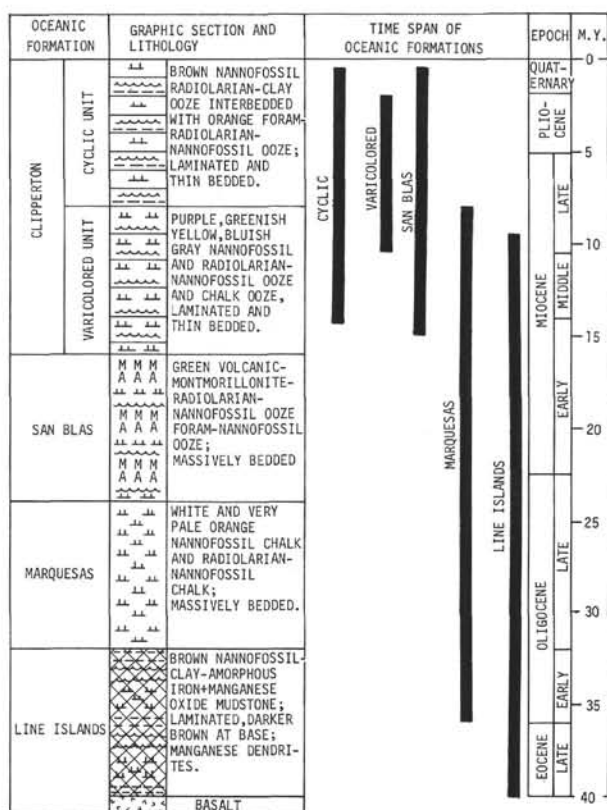 OCEANIC
FORMATION
GRAPHIC SECTION AND
LITHOLOGY
TIME SPAN OF
OCEANIC FORMATIONS
EPOCH
M.Y.
CLIPPERTON
CYCLIC UNIT
BROWN NANNOFOSSIL
RADIOLARIAN-CLAY
OOZE INTERBEDDED
WITH ORANGE FORAM-
RADIOLARIAN-
NANNOFOSSIL OOZE;
LAMINATED AND
THIN BEDDED.
VARICOLORED UNIT
PURPLE,GREENISH
YELLOW,BLUISH
GRAY NANNOFOSSIL
AND RADIOLARIAN-
NANNOFOSSIL OOZE
AND CHALK OOZE,
LAMINATED AND
THIN BEDDED.
SAN BLAS
M M M
A A A
M M M
A A A
M M M
A A A
GREEN VOLCANIC-
MONTMORILLONITE-
RADIOLARIAN-
NANNOFOSSIL OOZE
FORAM-NANNOFOSSIL
OOZE;
MASSIVELY BEDDED
MARQUESAS
WHITE AND VERY
PALE ORANGE
NANNOFOSSIL CHALK
AND RADIOLARIAN-
NANNOFOSSIL
CHALK;
MASSIVELY BEDDED.
LINE ISLANDS
BROWN NANNOFOSSIL-
CLAY-AMORPHOUS
IRON+MANGANESE
OXIDE MUDSTONE;
LAMINATED,DARKER
BROWN AT BASE;
MANGANESE DENDRI-
TES.
BASALT
CYCLIC
VARICOLORED
SAN BLAS
MARQUESAS
LINE ISLANDS
QUAT-
ERNARY
PLIO-
CENE
MIOCENE
LATE
MIDDLE
EARLY
OLIGOCENE
LATE
EARLY
EOCENE
LATE
0
5
10
15
20
25
30
35
40